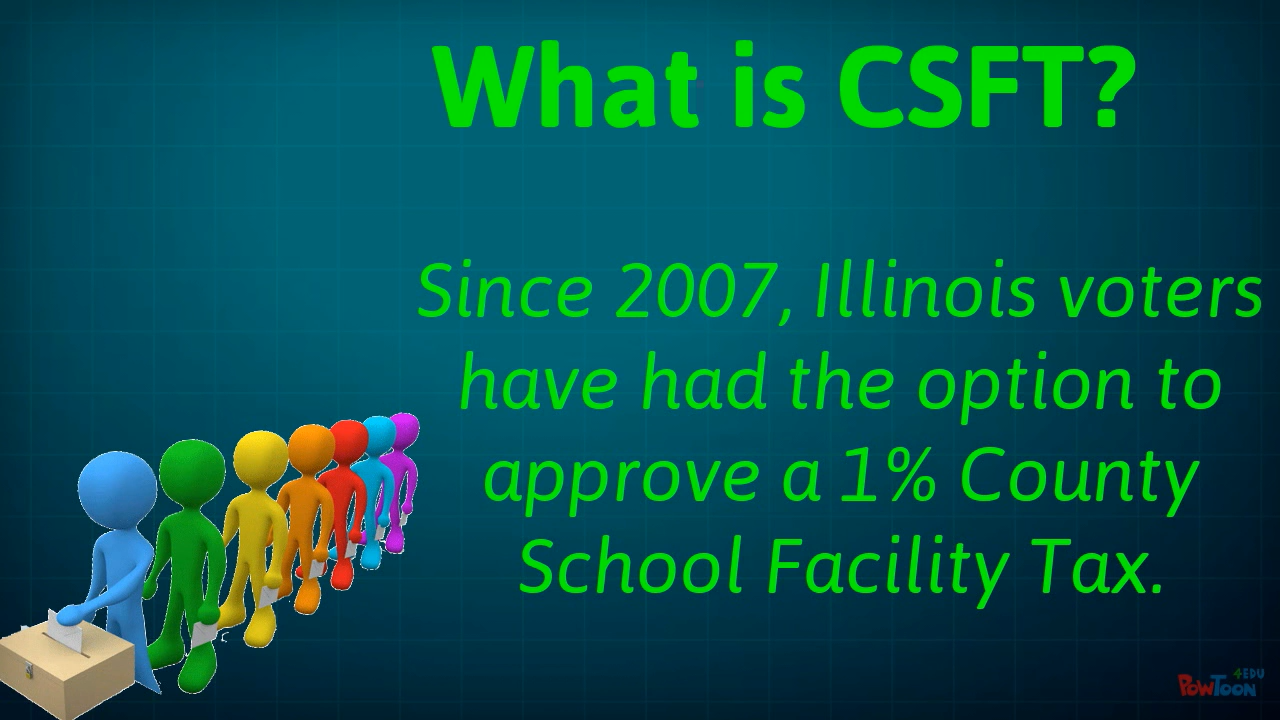 What is CSFT?
Since 2007, Illinois voters
have had the option to
approve a 1% County
School Facility Tax.
4EDU
PowToon